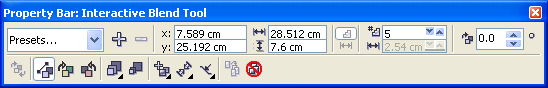 Property Bar: Interactive Blend Tool
Presets... x: 7.589 cm 28.512 cm 5 0.0 °
y: 25.192 cm 7.6 cm 2.54 cm